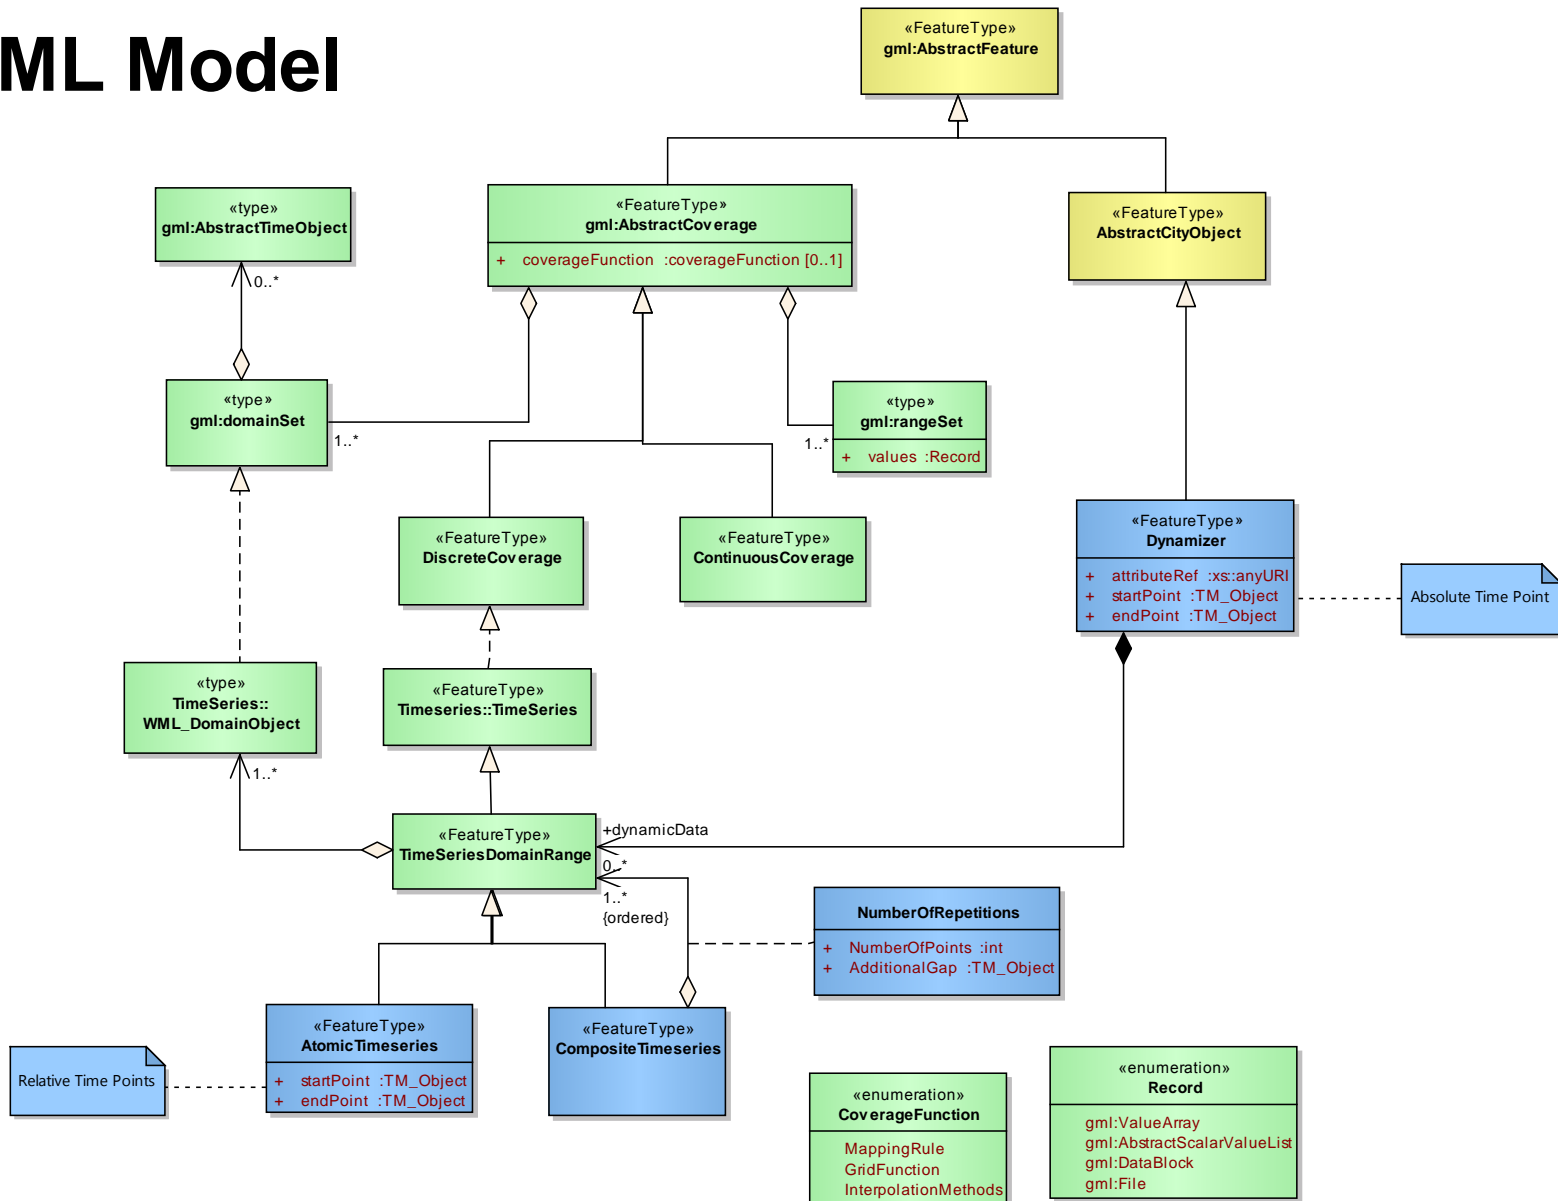 ML Model
«FeatureType»
gml:AbstractFeature
«type»
gml:AbstractTimeObject
0..*
«FeatureType»
gml:AbstractCoverage
+ coverageFunction :coverageFunction [0..1]
«FeatureType»
AbstractCityObject
«type»
gml:domainSet
1..*
«type»
gml:rangeSet
+ values :Record
1..*
«FeatureType»
DiscreteCoverage
«FeatureType»
ContinuousCoverage
«FeatureType»
Dynamizer
+ attributeRef :xs::anyURI
+ startPoint :TM_Object
+ endPoint :TM_Object
Absolute Time Point
«type»
TimeSeries::
WML_DomainObject
1..*
«FeatureType»
Timeseries::TimeSeries
«FeatureType»
TimeSeriesDomainRange
+dynamicData
0..*
1..*
{ordered}
NumberOfRepetitions
+ NumberOfPoints :int
+ AdditionalGap :TM_Object
Relative Time Points
«FeatureType»
AtomicTimeseries
+ startPoint :TM_Object
+ endPoint :TM_Object
«FeatureType»
CompositeTimeseries
«enumeration»
CoverageFunction
MappingRule
GridFunction
InterpolationMethods
«enumeration»
Record
gml:ValueArray
gml:AbstractScalarValueList
gml:DataBlock
gml:File